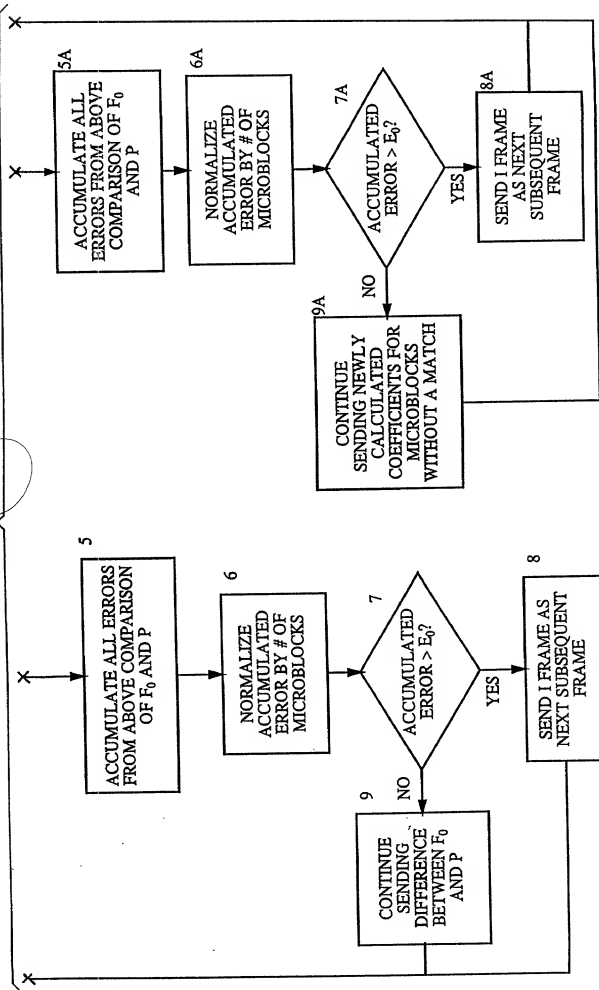 5
ACCUMULATE ALL ERRORS
FROM ABOVE COMPARISON
OF F₀ AND P
6
NORMALIZE
ACCUMULATED
ERROR BY # OF
MICROBLOCKS
7
ACCUMULATED
ERROR > E₀?
NO
YES
9
CONTINUE
SENDING
DIFFERENCE
BETWEEN F₀
AND P
8
SEND I FRAME AS
NEXT SUBSEQUENT
FRAME
5A
ACCUMULATE ALL
ERRORS FROM ABOVE
COMPARISON OF F₀
AND P
6A
NORMALIZE
ACCUMULATED
ERROR BY # OF
MICROBLOCKS
7A
ACCUMULATED
ERROR > E₀?
NO
YES
9A
CONTINUE
SENDING NEWLY
CALCULATED
COEFFICIENTS FOR
MICROBLOCKS
WITHOUT A MATCH
8A
SEND I FRAME
AS NEXT
SUBSEQUENT
FRAME